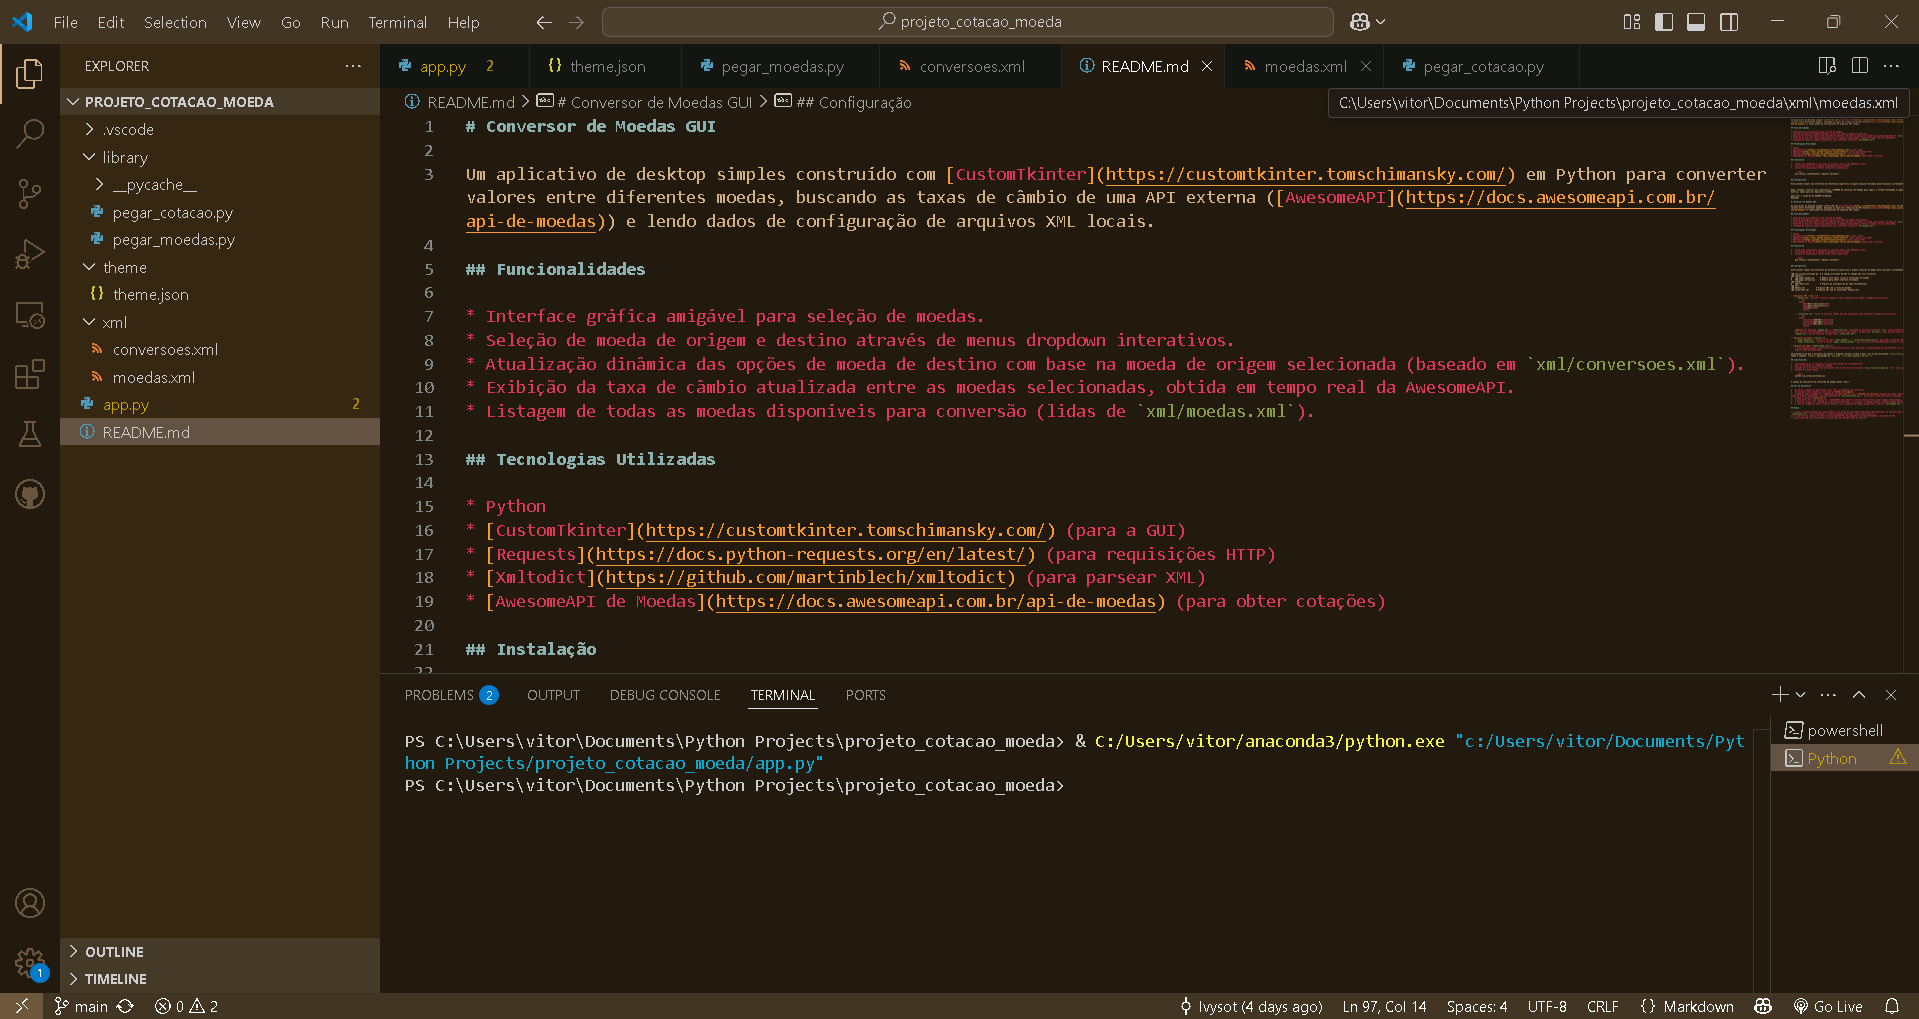 File Edit Selection View Go Run Terminal Help
projeto_cotacao_moeda
EXPLORER
PROJETO_COTACAO_MOEDA
.vscode
library
__pycache__
pegar_cotacao.py
pegar_moedas.py
theme
theme.json
xml
conversoes.xml
moedas.xml
app.py 2
README.md
OUTLINE
TIMELINE
app.py 2 theme.json pegar_moedas.py conversoes.xml README.md moedas.xml pegar_cotacao.py
README.md > # Conversor de Moedas GUI > ## Configuração
C:\Users\vitor\Documents\Python Projects\projeto_cotacao_moeda\xml\moedas.xml
1 # Conversor de Moedas GUI
2
3 Um aplicativo de desktop simples construído com [CustomTkinter](https://customtkinter.tomschimansky.com/) em Python para converter
valores entre diferentes moedas, buscando as taxas de câmbio de uma API externa ([AwesomeAPI](https://docs.awesomeapi.com.br/
api-de-moedas)) e lendo dados de configuração de arquivos XML locais.
4
5 ## Funcionalidades
6
7 * Interface gráfica amigável para seleção de moedas.
8 * Seleção de moeda de origem e destino através de menus dropdown interativos.
9 * Atualização dinâmica das opções de moeda de destino com base na moeda de origem selecionada (baseado em `xml/conversoes.xml`).
10 * Exibição da taxa de câmbio atualizada entre as moedas selecionadas, obtida em tempo real da AwesomeAPI.
11 * Listagem de todas as moedas disponíveis para conversão (lidas de `xml/moedas.xml`).
12
13 ## Tecnologias Utilizadas
14
15 * Python
16 * [CustomTkinter](https://customtkinter.tomschimansky.com/) (para a GUI)
17 * [Requests](https://docs.python-requests.org/en/latest/) (para requisições HTTP)
18 * [Xmltodict](https://github.com/martinblech/xmltodict) (para parsear XML)
19 * [AwesomeAPI de Moedas](https://docs.awesomeapi.com.br/api-de-moedas) (para obter cotações)
20
21 ## Instalação
22
PROBLEMS 2 OUTPUT DEBUG CONSOLE TERMINAL PORTS
PS C:\Users\vitor\Documents\Python Projects\projeto_cotacao_moeda> & C:/Users/vitor/anaconda3/python.exe "c:/Users/vitor/Documents/Pyt
hon Projects/projeto_cotacao_moeda/app.py"
PS C:\Users\vitor\Documents\Python Projects\projeto_cotacao_moeda>
powershell
Python
1
main 0 2 lvysot (4 days ago) Ln 97, Col 14 Spaces: 4 UTF-8 CRLF {} Markdown Go Live